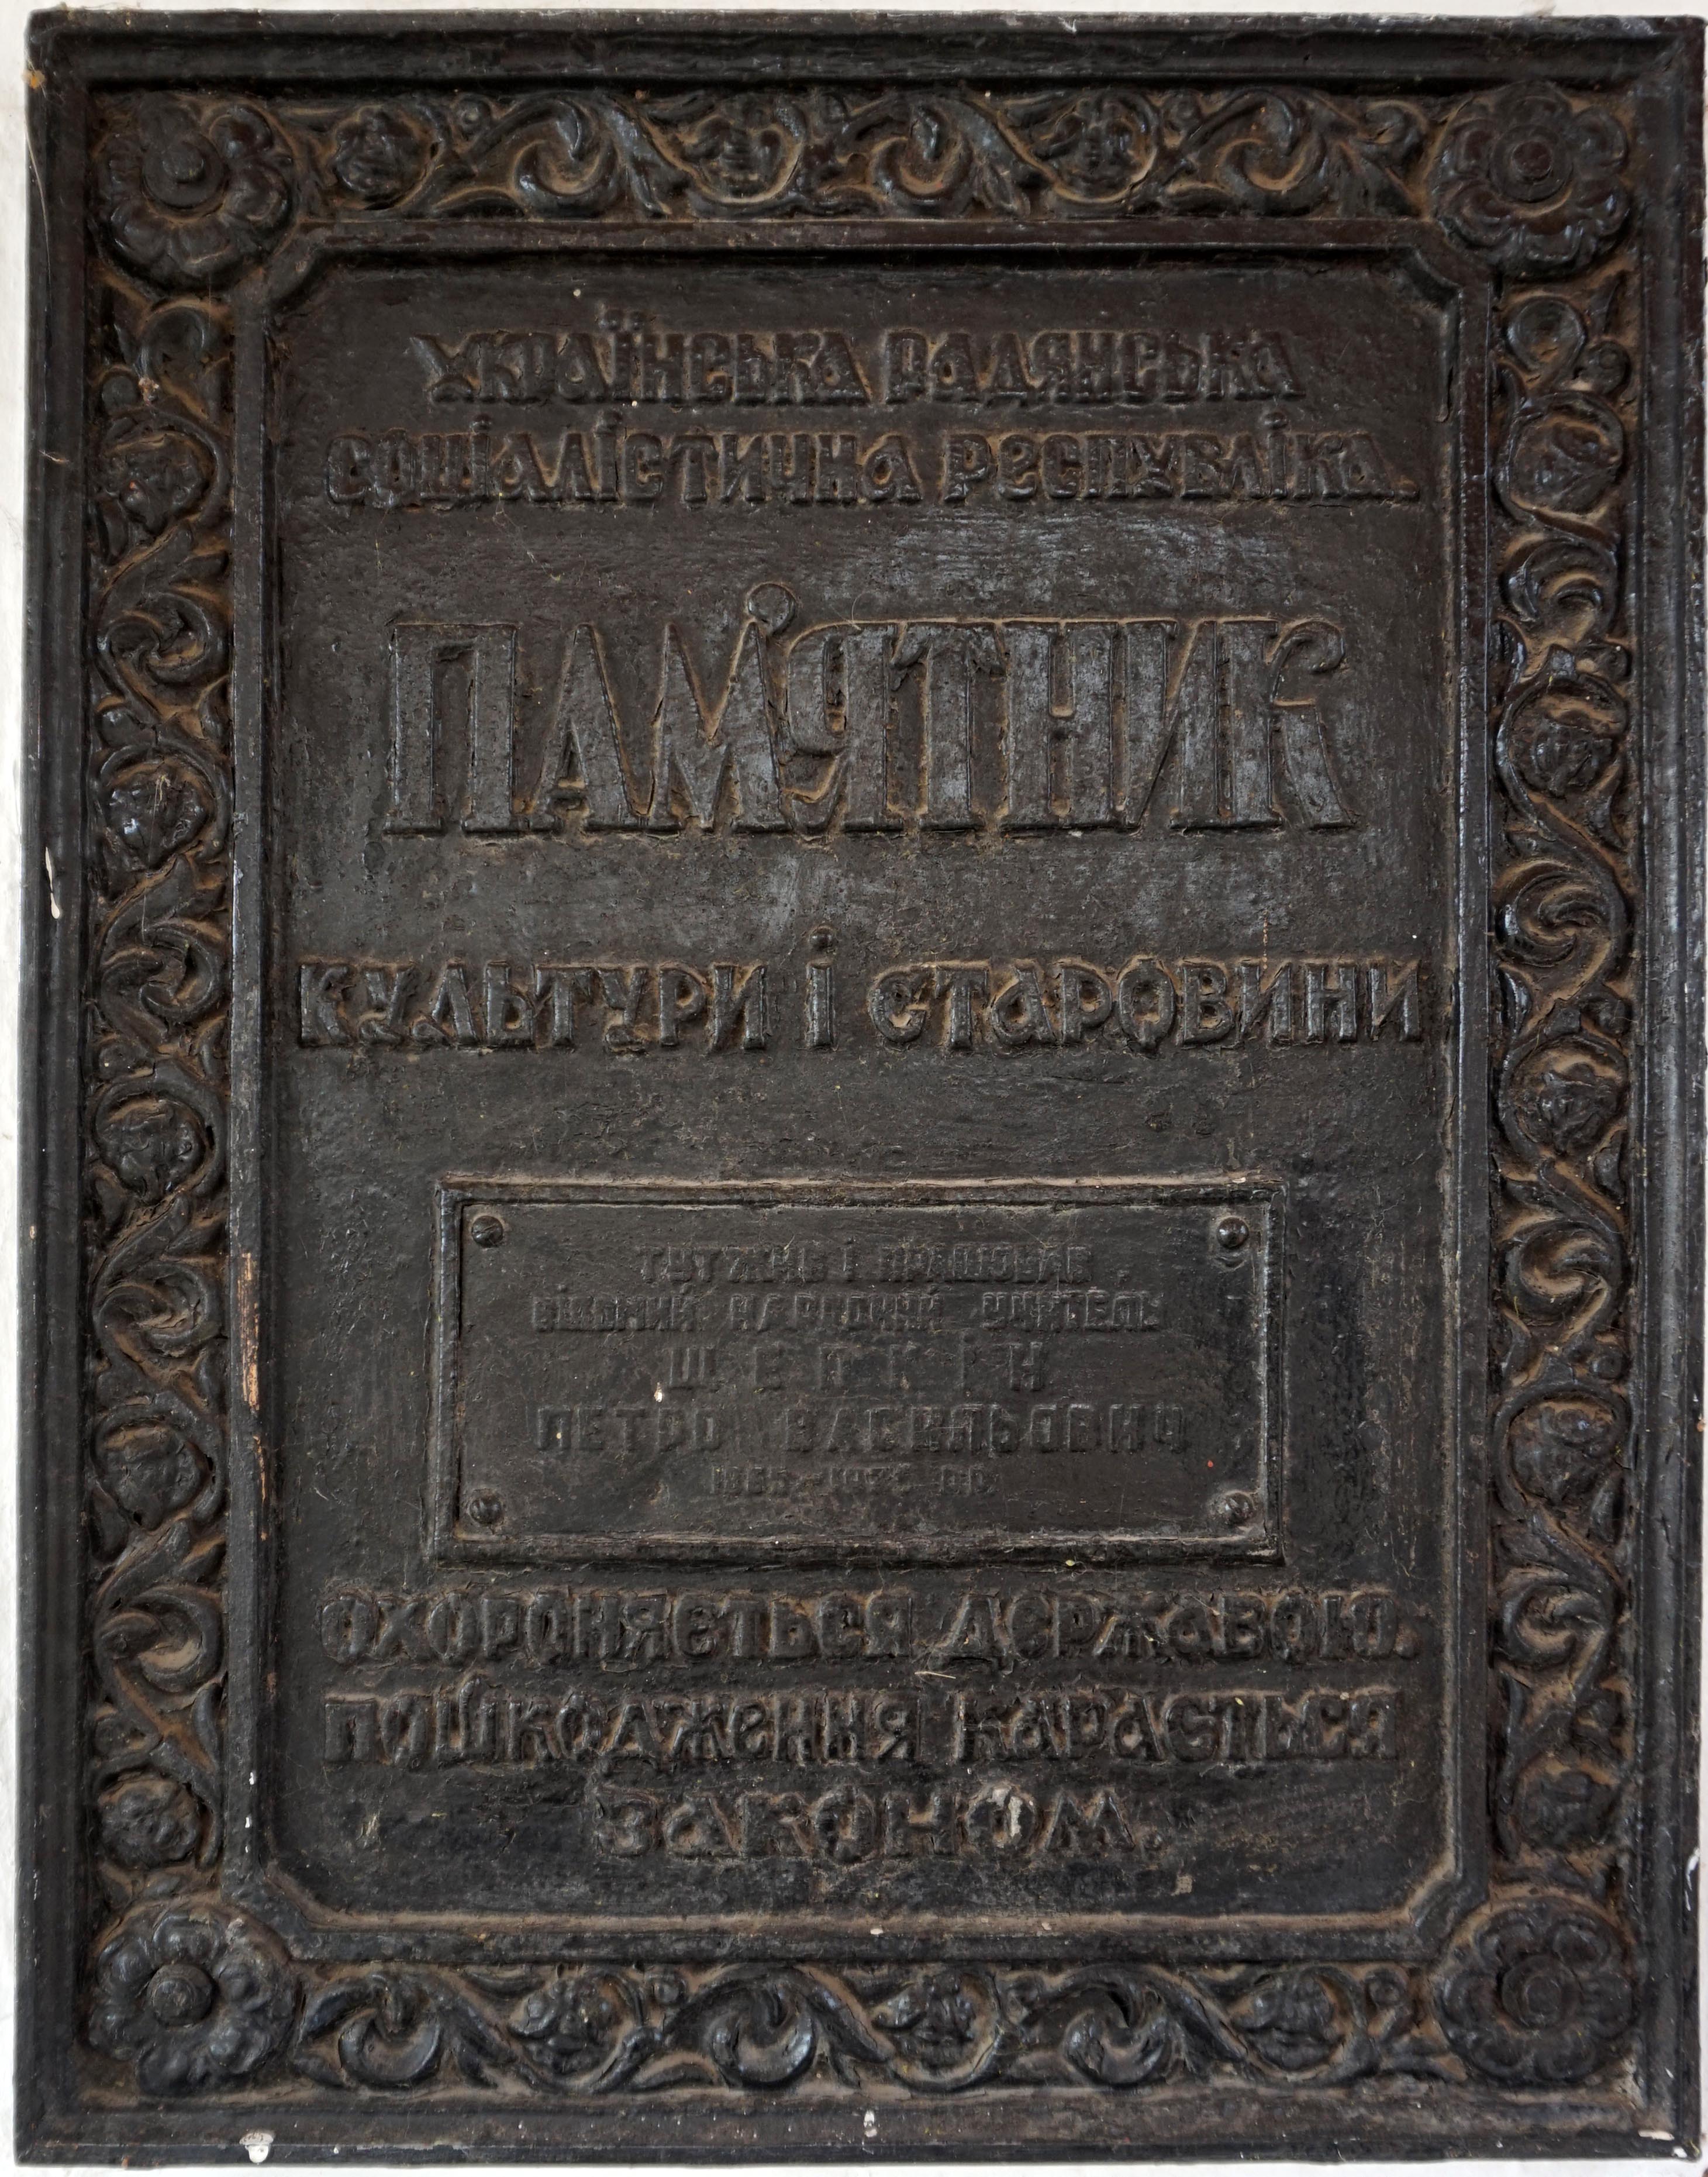 УКРАЇНСЬКА РАДЯНСЬКА
СОЦІАЛІСТИЧНА РЕСПУБЛІКА.
ПАМ'ЯТНИК
КУЛЬТУРИ І СТАРОВИНИ
ТУТ ЖИВ І ПРАЦЮВАВ
ВІДОМИЙ НАРОДНИЙ УЧИТЕЛЬ
ЩЕПКІН
ПЕТРО ВАСИЛЬОВИЧ
ОХОРОНЯЄТЬСЯ ДЕРЖАВОЮ.
ПОШКОДЖЕННЯ КАРАЄТЬСЯ
ЗАКОНОМ.